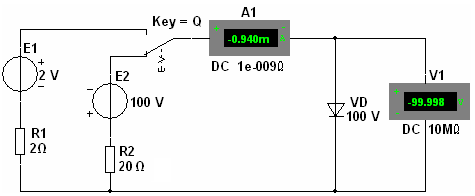 Key = Q
A1
-0.940m A
DC 1e-009Ω
E1
2 V
E2
100 V
R1
2Ω
R2
20 Ω
VD
100 V
V1
-99.998 V
DC 10MΩ